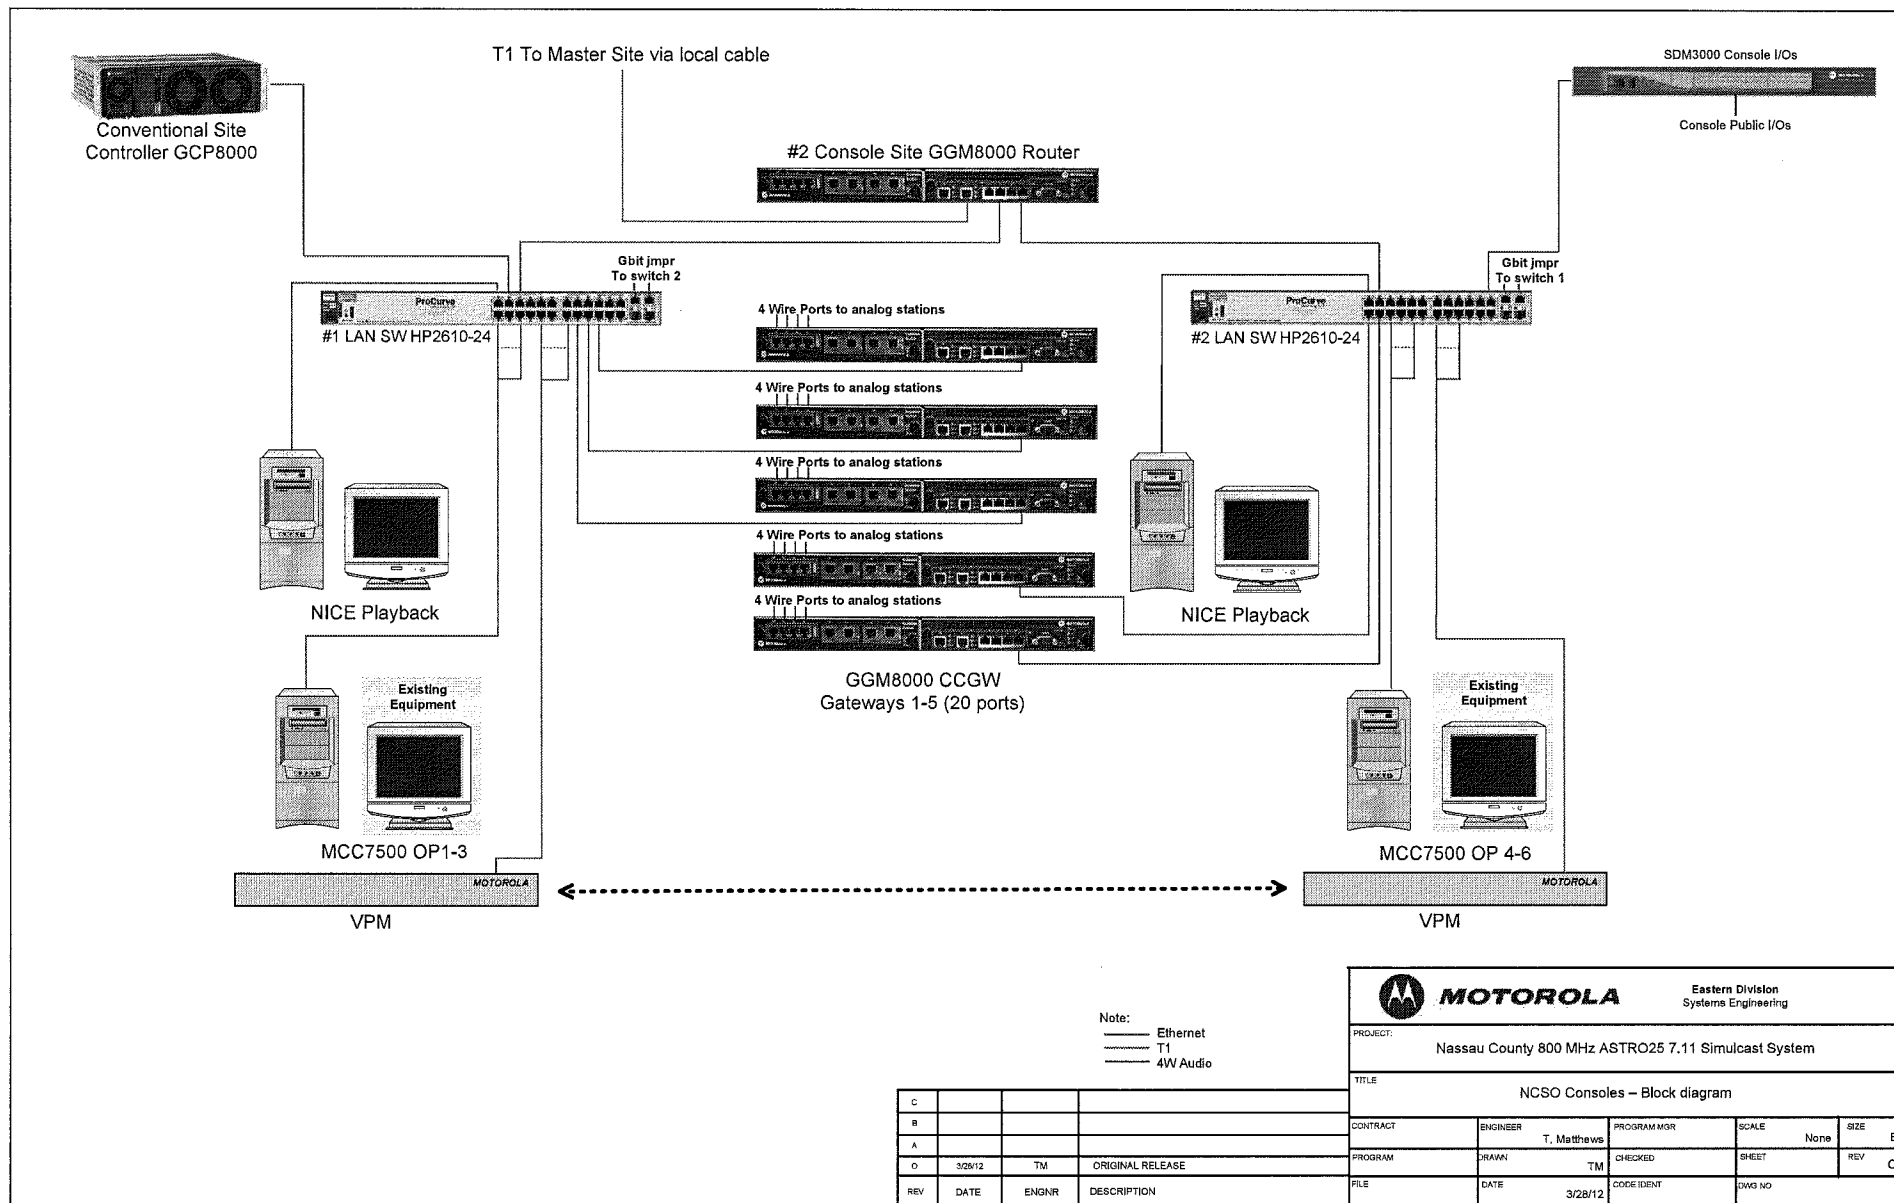 T1 To Master Site via local cable
SDM3000 Console I/Os
Console Public I/Os
Conventional Site
Controller GCP8000
#2 Console Site GGM8000 Router
Gbit jmpr
To switch 2
Gbit jmpr
To switch 1
ProCurve
ProCurve
#1 LAN SW HP2610-24
#2 LAN SW HP2610-24
4 Wire Ports to analog stations
4 Wire Ports to analog stations
4 Wire Ports to analog stations
4 Wire Ports to analog stations
4 Wire Ports to analog stations
NICE Playback
NICE Playback
GGM8000 CCGW
Gateways 1-5 (20 ports)
Existing
Equipment
Existing
Equipment
MCC7500 OP1-3
MCC7500 OP 4-6
MOTOROLA
MOTOROLA
VPM
VPM
Note:
Ethernet
T1
4W Audio
MOTOROLA
Eastern Division
Systems Engineering
PROJECT:
Nassau County 800 MHz ASTRO25 7.11 Simulcast System
TITLE
NCSO Consoles – Block diagram
CONTRACT
ENGINEER
T. Matthews
PROGRAM MGR
SCALE
None
SIZE
PROGRAM
DRAWN
TM
CHECKED
SHEET
REV
FILE
DATE
3/28/12
CODE IDENT
DWG NO
C
B
A
O 3/28/12 TM ORIGINAL RELEASE
REV DATE ENGNR DESCRIPTION